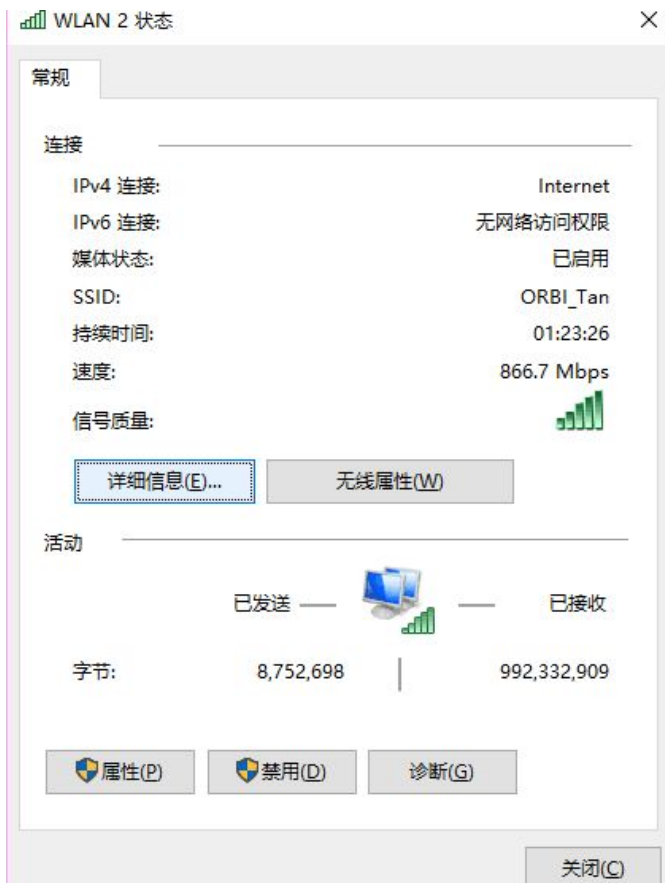 WLAN 2 状态
常规
连接
IPv4 连接: Internet
IPv6 连接: 无网络访问权限
媒体状态: 已启用
SSID: ORBI_Tan
持续时间: 01:23:26
速度: 866.7 Mbps
信号质量:
详细信息(E)... 无线属性(W)
活动
已发送 已接收
字节: 8,752,698 992,332,909
属性(P) 禁用(D) 诊断(G)
关闭(C)